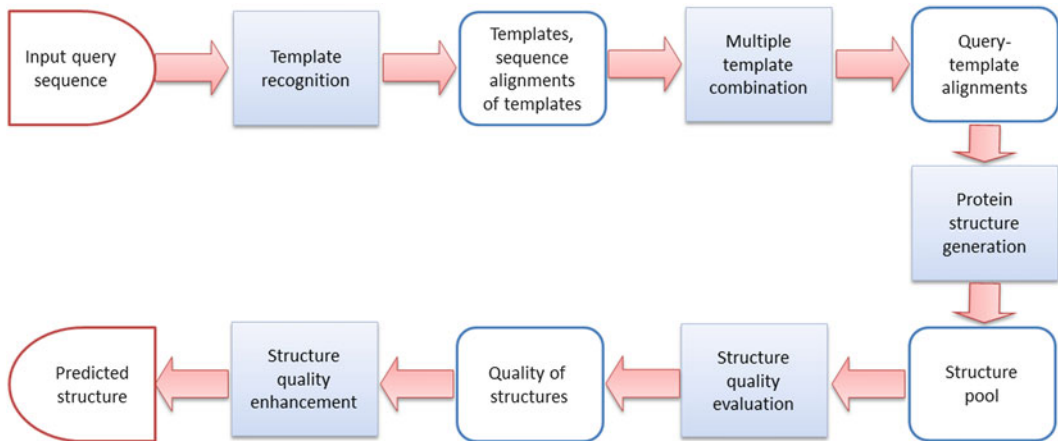 Input query
sequence
Template
recognition
Templates,
sequence
alignments
of templates
Multiple
template
combination
Query-
template
alignments
Protein
structure
generation
Structure
pool
Structure
quality
evaluation
Quality of
structures
Structure
quality
enhancement
Predicted
structure